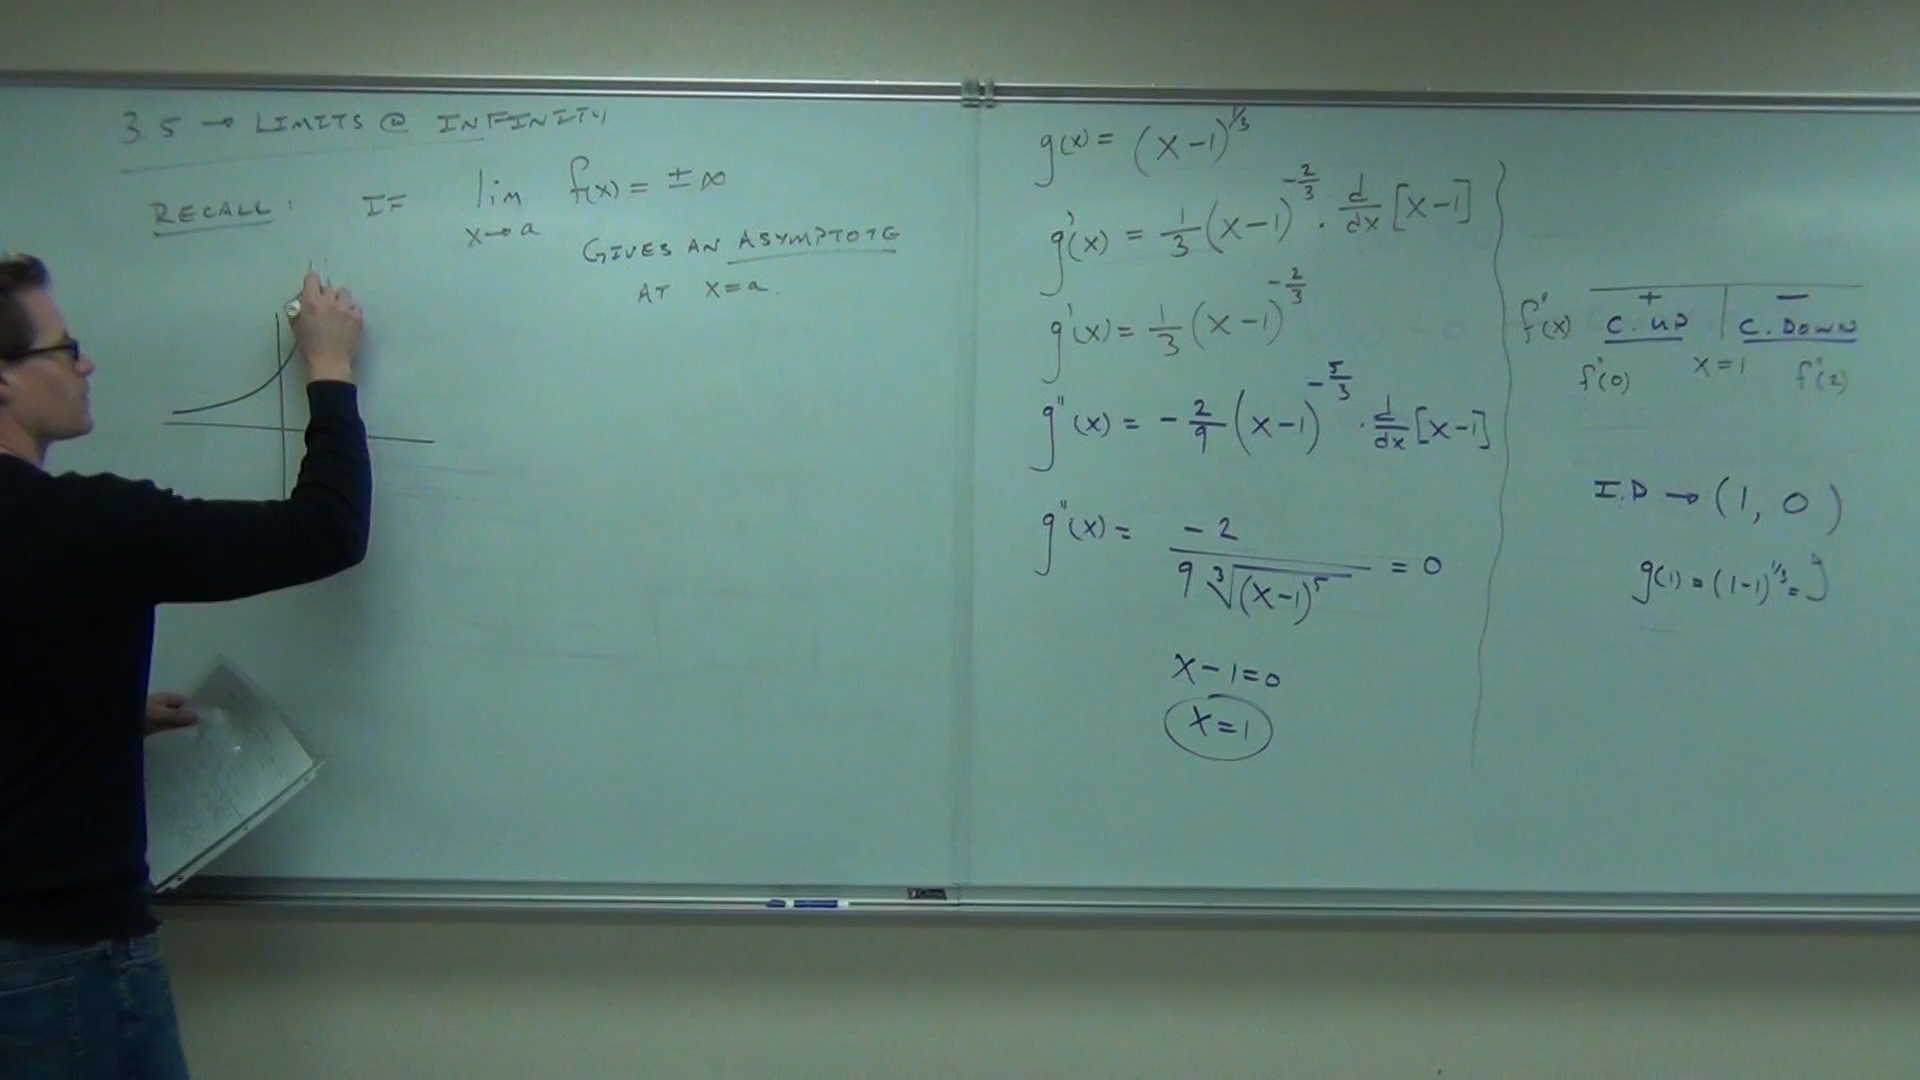 3.5 → LIMITS @ INFINITY
RECALL: IF lim x→a f(x) = ± ∞
GIVES AN ASYMPTOTE
AT x=a.
g(x) = (x-1)^1/3
g'(x) = 1/3 (x-1)^-2/3 · d/dx [x-1]
g'(x) = 1/3 (x-1)^-2/3
g''(x) = -2/9 (x-1)^-5/3 · d/dx [x-1]
g''(x) = -2 / 9 ∛(x-1)^5 = 0
x-1=0
x=1
+ −
f''(x) C. UP C. DOWN
f''(0) x=1 f''(2)
I.P → (1, 0)
g(1) = (1-1)^1/3 =